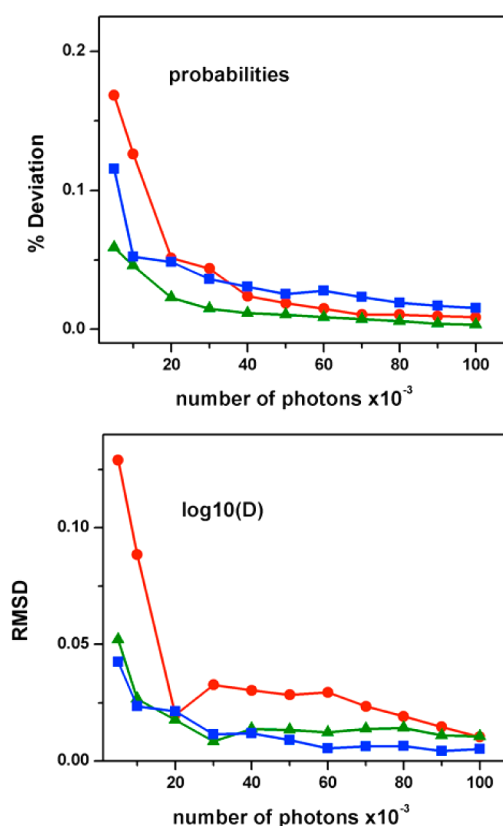 0.2
probabilities
% Deviation
0.1
0.0
20 40 60 80 100
number of photons x10⁻³
0.10
log10(D)
RMSD
0.05
0.00
20 40 60 80 100
number of photons x10⁻³